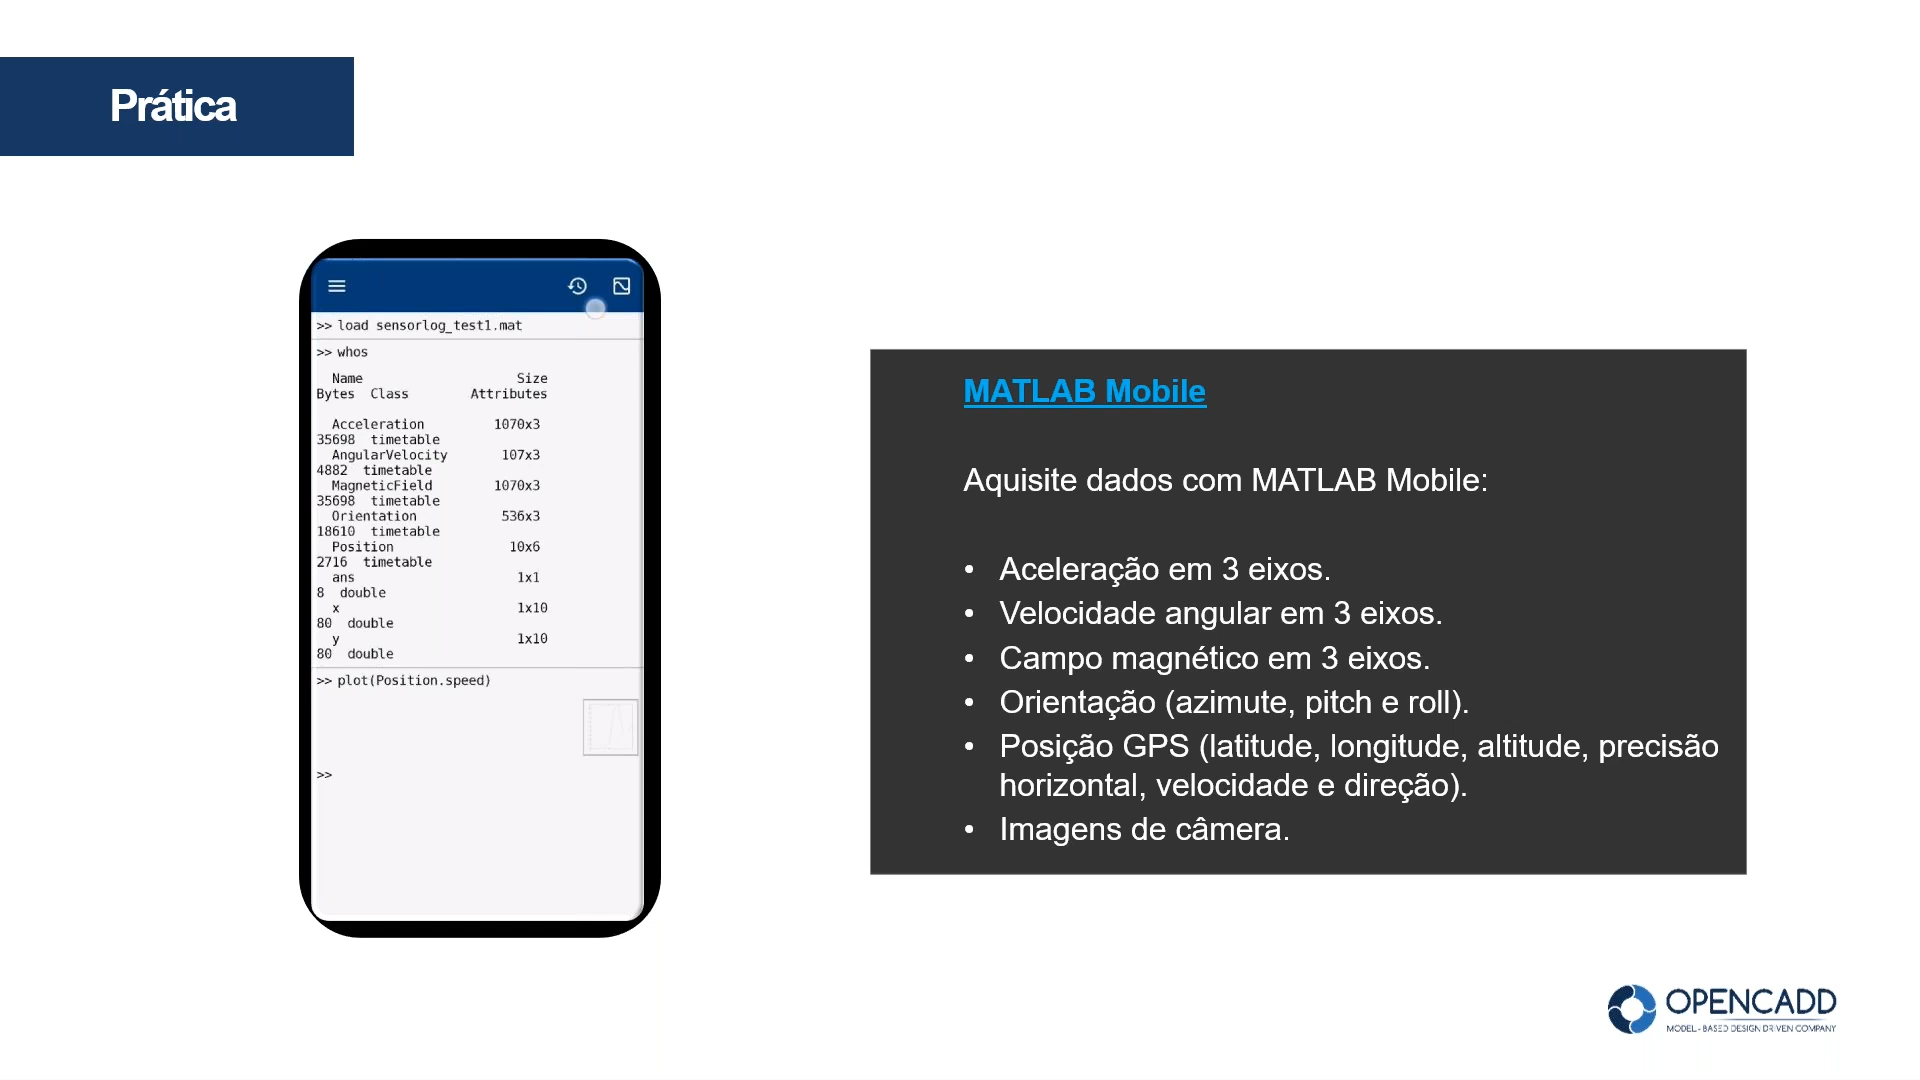 Prática
>> load sensorlog_test1.mat
>> whos
Name Size
Bytes Class Attributes
Acceleration 1070x3
35698 timetable
AngularVelocity 107x3
4882 timetable
MagneticField 1070x3
35698 timetable
Orientation 536x3
18610 timetable
Position 10x6
2716 timetable
ans 1x1
8 double
x 1x10
80 double
y 1x10
80 double
>> plot(Position.speed)
>>
MATLAB Mobile
Aquisite dados com MATLAB Mobile:
• Aceleração em 3 eixos.
• Velocidade angular em 3 eixos.
• Campo magnético em 3 eixos.
• Orientação (azimute, pitch e roll).
• Posição GPS (latitude, longitude, altitude, precisão
horizontal, velocidade e direção).
• Imagens de câmera.
OPENCADD
MODEL-BASED DESIGN DRIVEN COMPANY